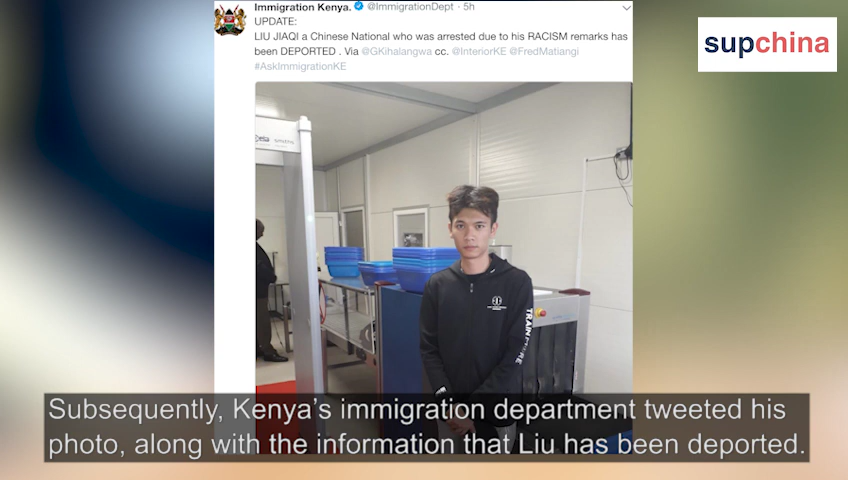 Immigration Kenya. @ImmigrationDept · 5h
UPDATE:
LIU JIAQI a Chinese National who was arrested due to his RACISM remarks has
been DEPORTED . Via @GKihalangwa cc. @InteriorKE @FredMatiangi
#AskImmigrationKE
supchina
Subsequently, Kenya's immigration department tweeted his
photo, along with the information that Liu has been deported.